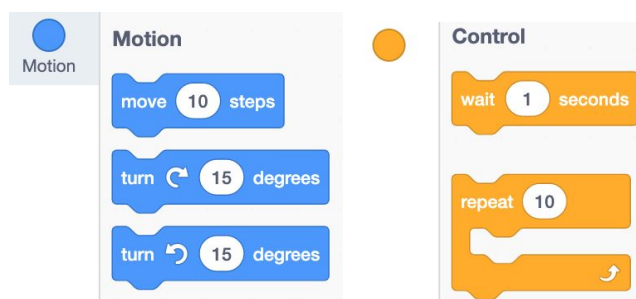 Motion
Motion
move 10 steps
turn 15 degrees
turn 15 degrees
Control
wait 1 seconds
repeat 10